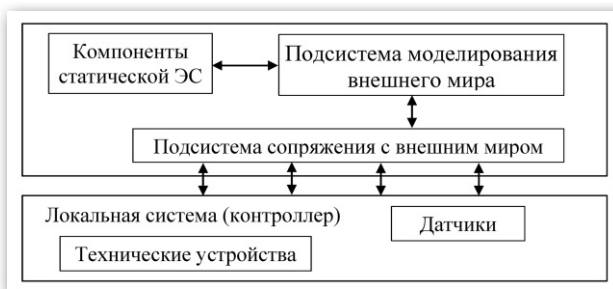 Компоненты
статической ЭС
Подсистема моделирования
внешнего мира
Подсистема сопряжения с внешним миром
Локальная система (контроллер)
Датчики
Технические устройства